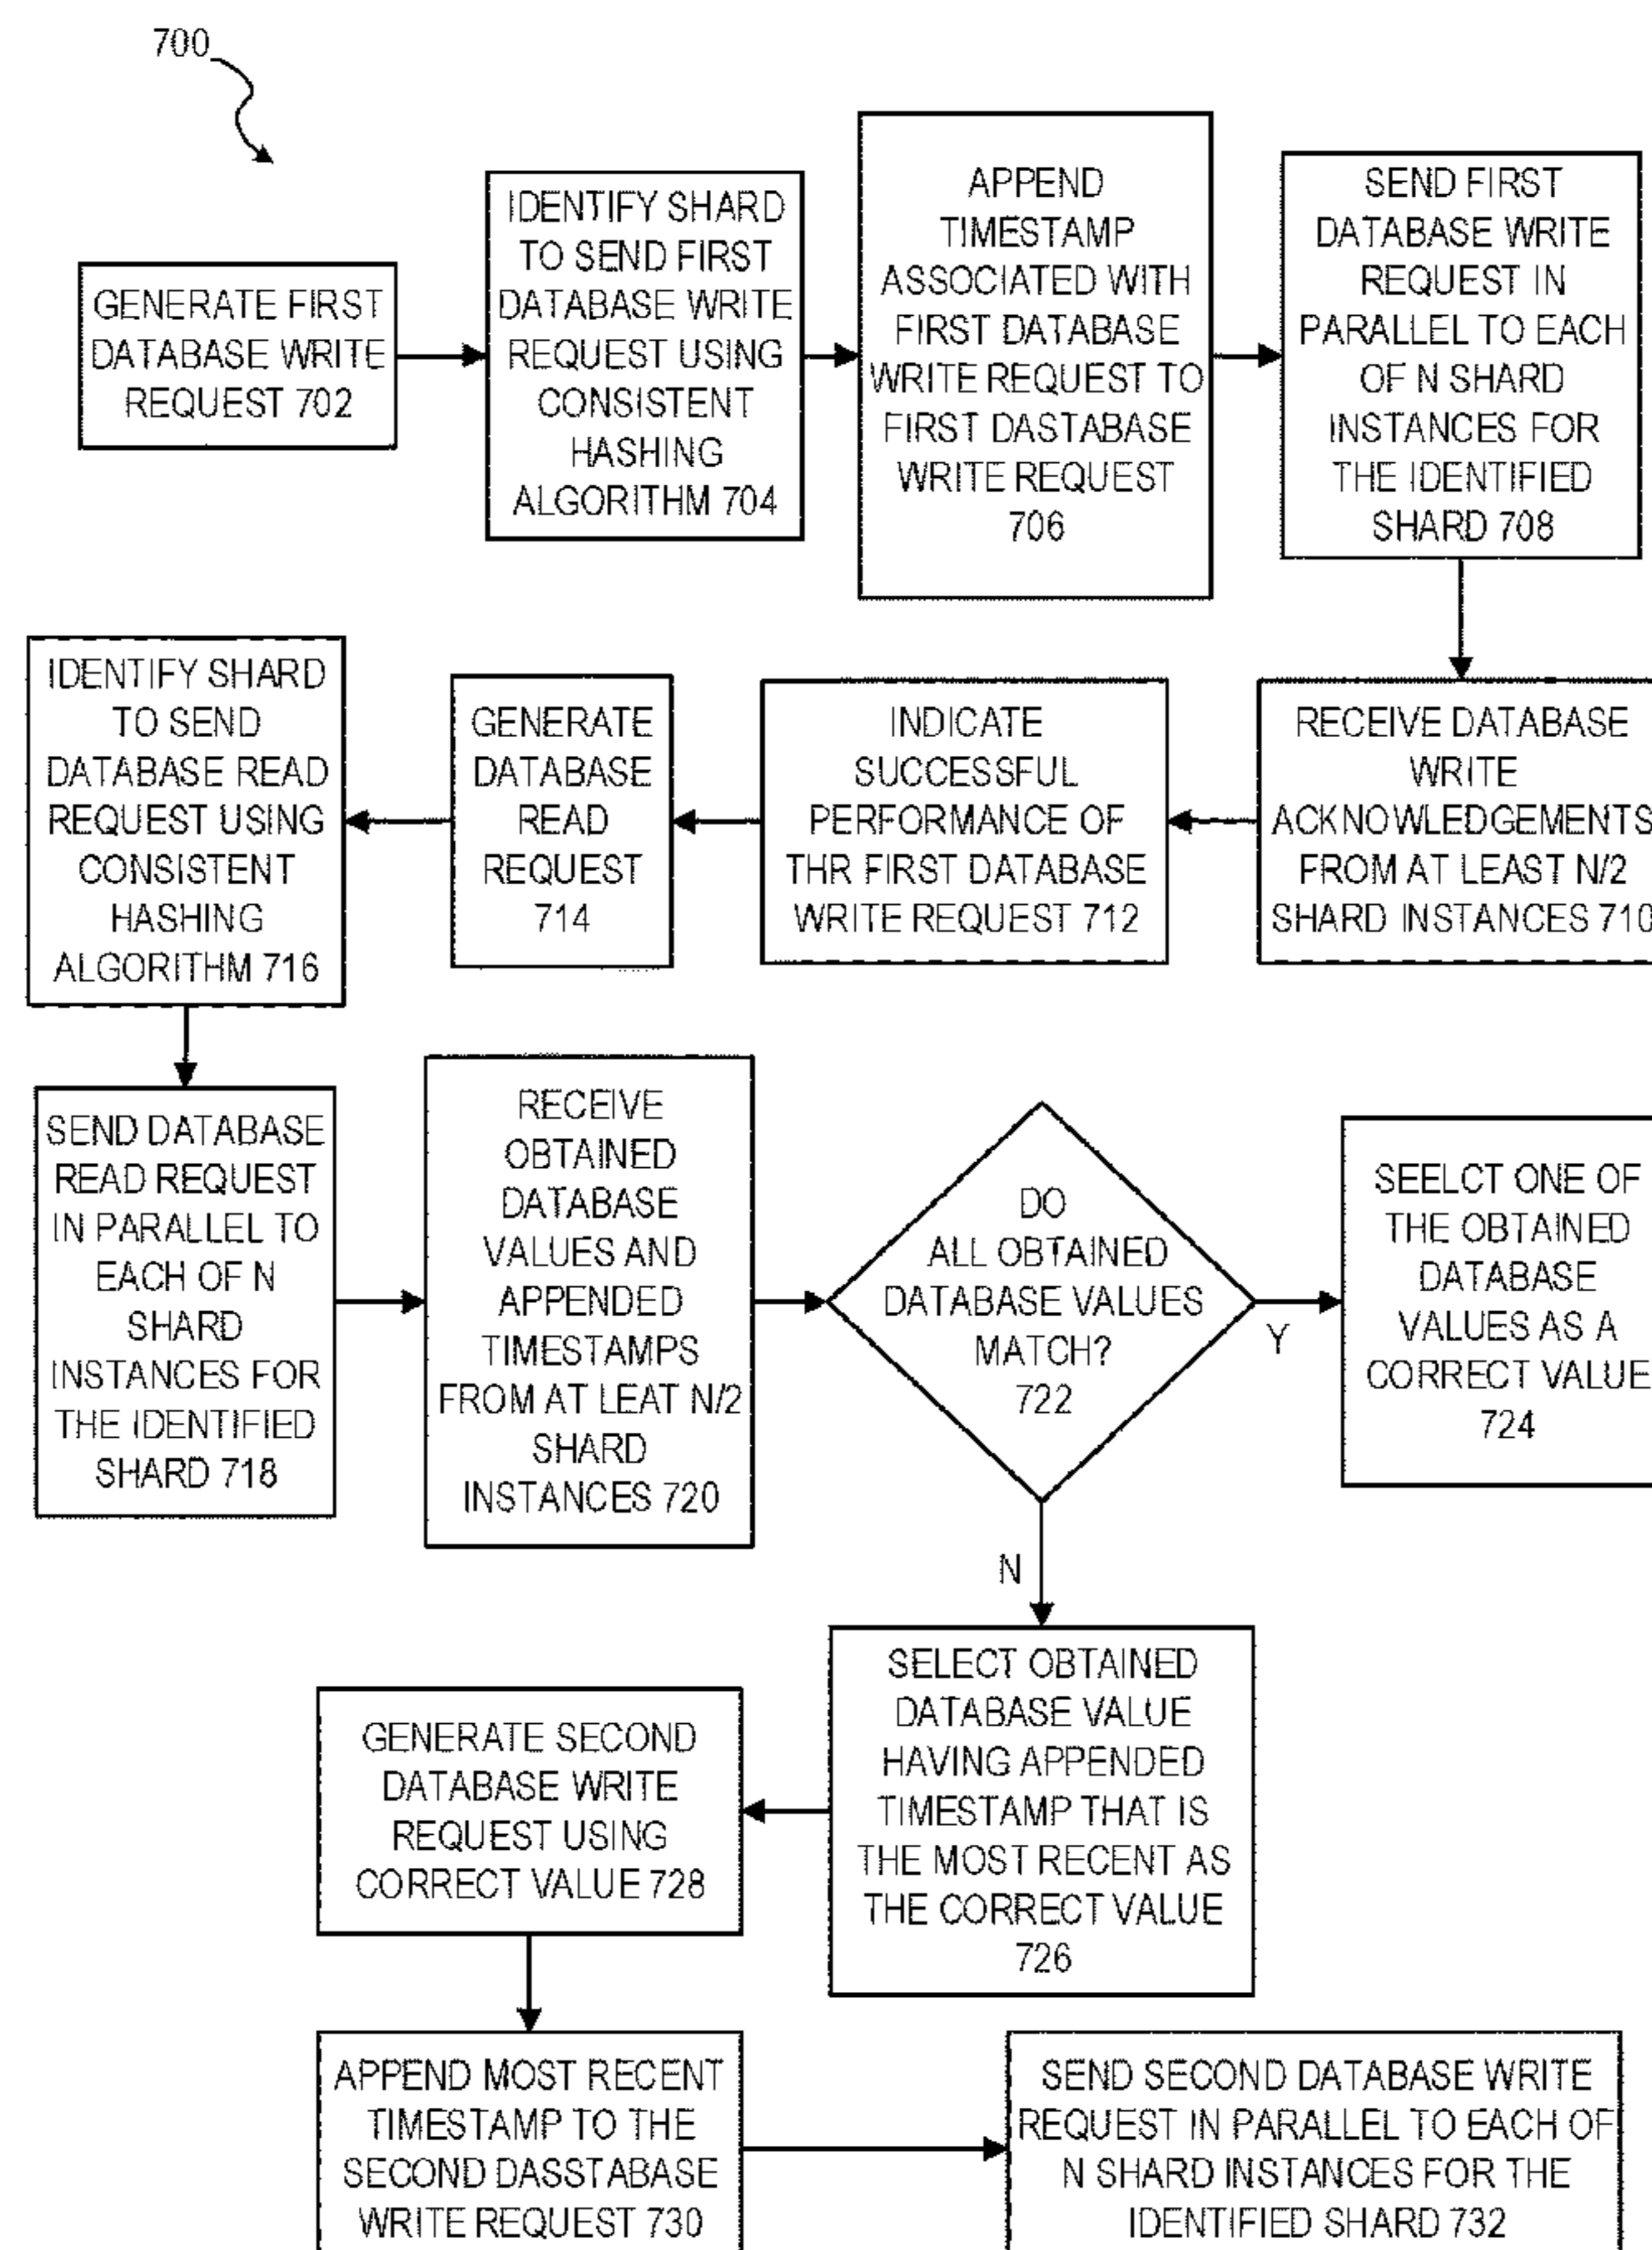 700
GENERATE FIRST
DATABASE WRITE
REQUEST 702
IDENTIFY SHARD
TO SEND FIRST
DATABASE WRITE
REQUEST USING
CONSISTENT
HASHING
ALGORITHM 704
APPEND
TIMESTAMP
ASSOCIATED WITH
FIRST DATABASE
WRITE REQUEST TO
FIRST DASTABASE
WRITE REQUEST
706
SEND FIRST
DATABASE WRITE
REQUEST IN
PARALLEL TO EACH
OF N SHARD
INSTANCES FOR
THE IDENTIFIED
SHARD 708
RECEIVE DATABASE
WRITE
ACKNOWLEDGEMENTS
FROM AT LEAST N/2
SHARD INSTANCES 710
INDICATE
SUCCESSFUL
PERFORMANCE OF
THR FIRST DATABASE
WRITE REQUEST 712
GENERATE
DATABASE
READ
REQUEST
714
IDENTIFY SHARD
TO SEND
DATABASE READ
REQUEST USING
CONSISTENT
HASHING
ALGORITHM 716
SEND DATABASE
READ REQUEST
IN PARALLEL TO
EACH OF N
SHARD
INSTANCES FOR
THE IDENTIFIED
SHARD 718
RECEIVE
OBTAINED
DATABASE
VALUES AND
APPENDED
TIMESTAMPS
FROM AT LEAT N/2
SHARD
INSTANCES 720
DO
ALL OBTAINED
DATABASE VALUES
MATCH?
722
Y
SEELCT ONE OF
THE OBTAINED
DATABASE
VALUES AS A
CORRECT VALUE
724
N
SELECT OBTAINED
DATABASE VALUE
HAVING APPENDED
TIMESTAMP THAT IS
THE MOST RECENT AS
THE CORRECT VALUE
726
GENERATE SECOND
DATABASE WRITE
REQUEST USING
CORRECT VALUE 728
APPEND MOST RECENT
TIMESTAMP TO THE
SECOND DASSTABASE
WRITE REQUEST 730
SEND SECOND DATABASE WRITE
REQUEST IN PARALLEL TO EACH OF
N SHARD INSTANCES FOR THE
IDENTIFIED SHARD 732